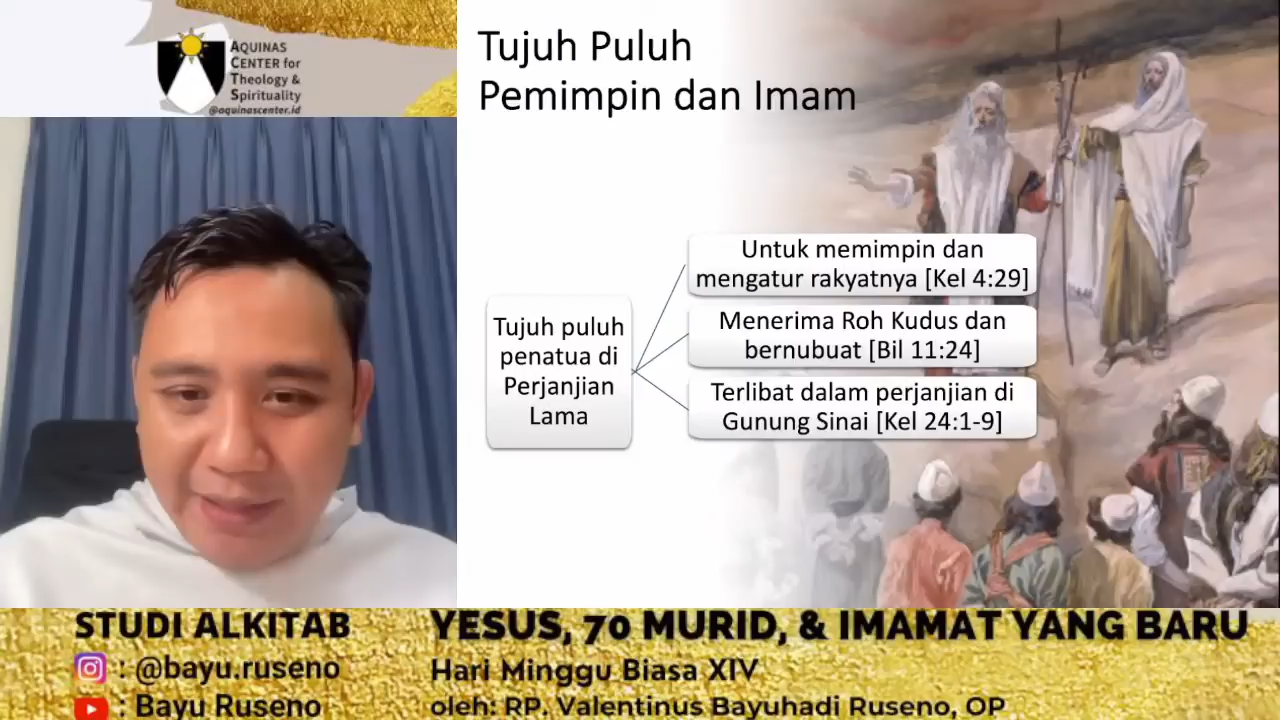 AQUINAS
CENTER for
Theology &
Spirituality
@aquinascenter.id
Tujuh Puluh
Pemimpin dan Imam
Tujuh puluh
penatua di
Perjanjian
Lama
Untuk memimpin dan
mengatur rakyatnya [Kel 4:29]
Menerima Roh Kudus dan
bernubuat [Bil 11:24]
Terlibat dalam perjanjian di
Gunung Sinai [Kel 24:1-9]
STUDI ALKITAB
: @bayu.ruseno
: Bayu Ruseno
YESUS, 70 MURID, & IMAMAT YANG BARU
Hari Minggu Biasa XIV
oleh: RP. Valentinus Bayuhadi Ruseno, OP